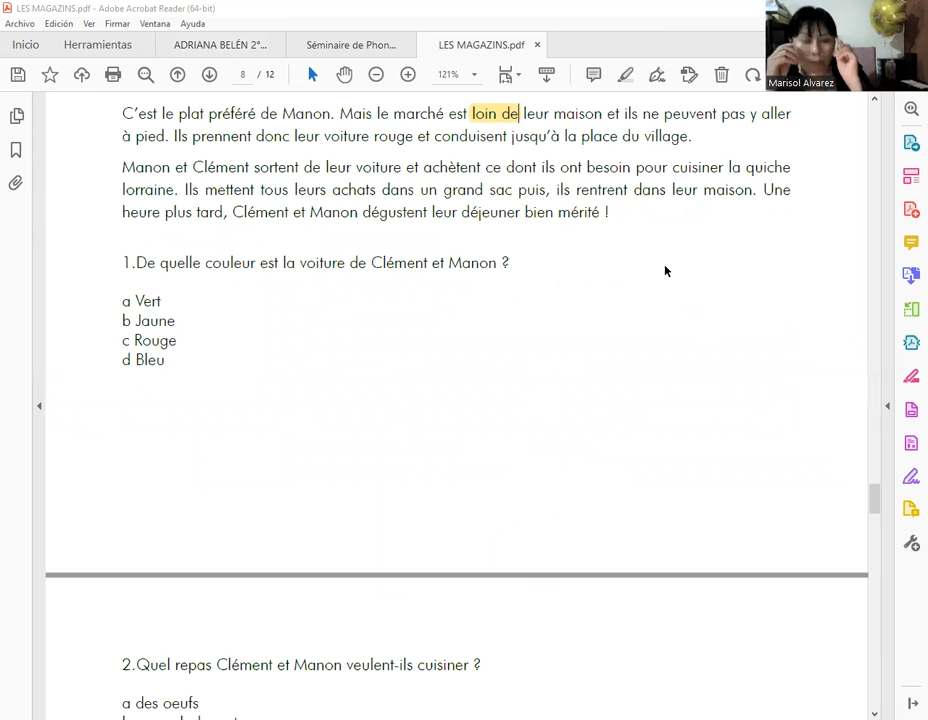 LES MAGAZINS.pdf - Adobe Acrobat Reader (64-bit)
Archivo Edición Ver Firmar Ventana Ayuda
Inicio Herramientas ADRIANA BELÉN 2°... Séminaire de Phon... LES MAGAZINS.pdf ×
8 / 12 121%
Marisol Alvarez
C'est le plat préféré de Manon. Mais le marché est loin de leur maison et ils ne peuvent pas y aller
à pied. Ils prennent donc leur voiture rouge et conduisent jusqu'à la place du village.
Manon et Clément sortent de leur voiture et achètent ce dont ils ont besoin pour cuisiner la quiche
lorraine. Ils mettent tous leurs achats dans un grand sac puis, ils rentrent dans leur maison. Une
heure plus tard, Clément et Manon dégustent leur déjeuner bien mérité !
1.De quelle couleur est la voiture de Clément et Manon ?
a Vert
b Jaune
c Rouge
d Bleu
2.Quel repas Clément et Manon veulent-ils cuisiner ?
a des oeufs